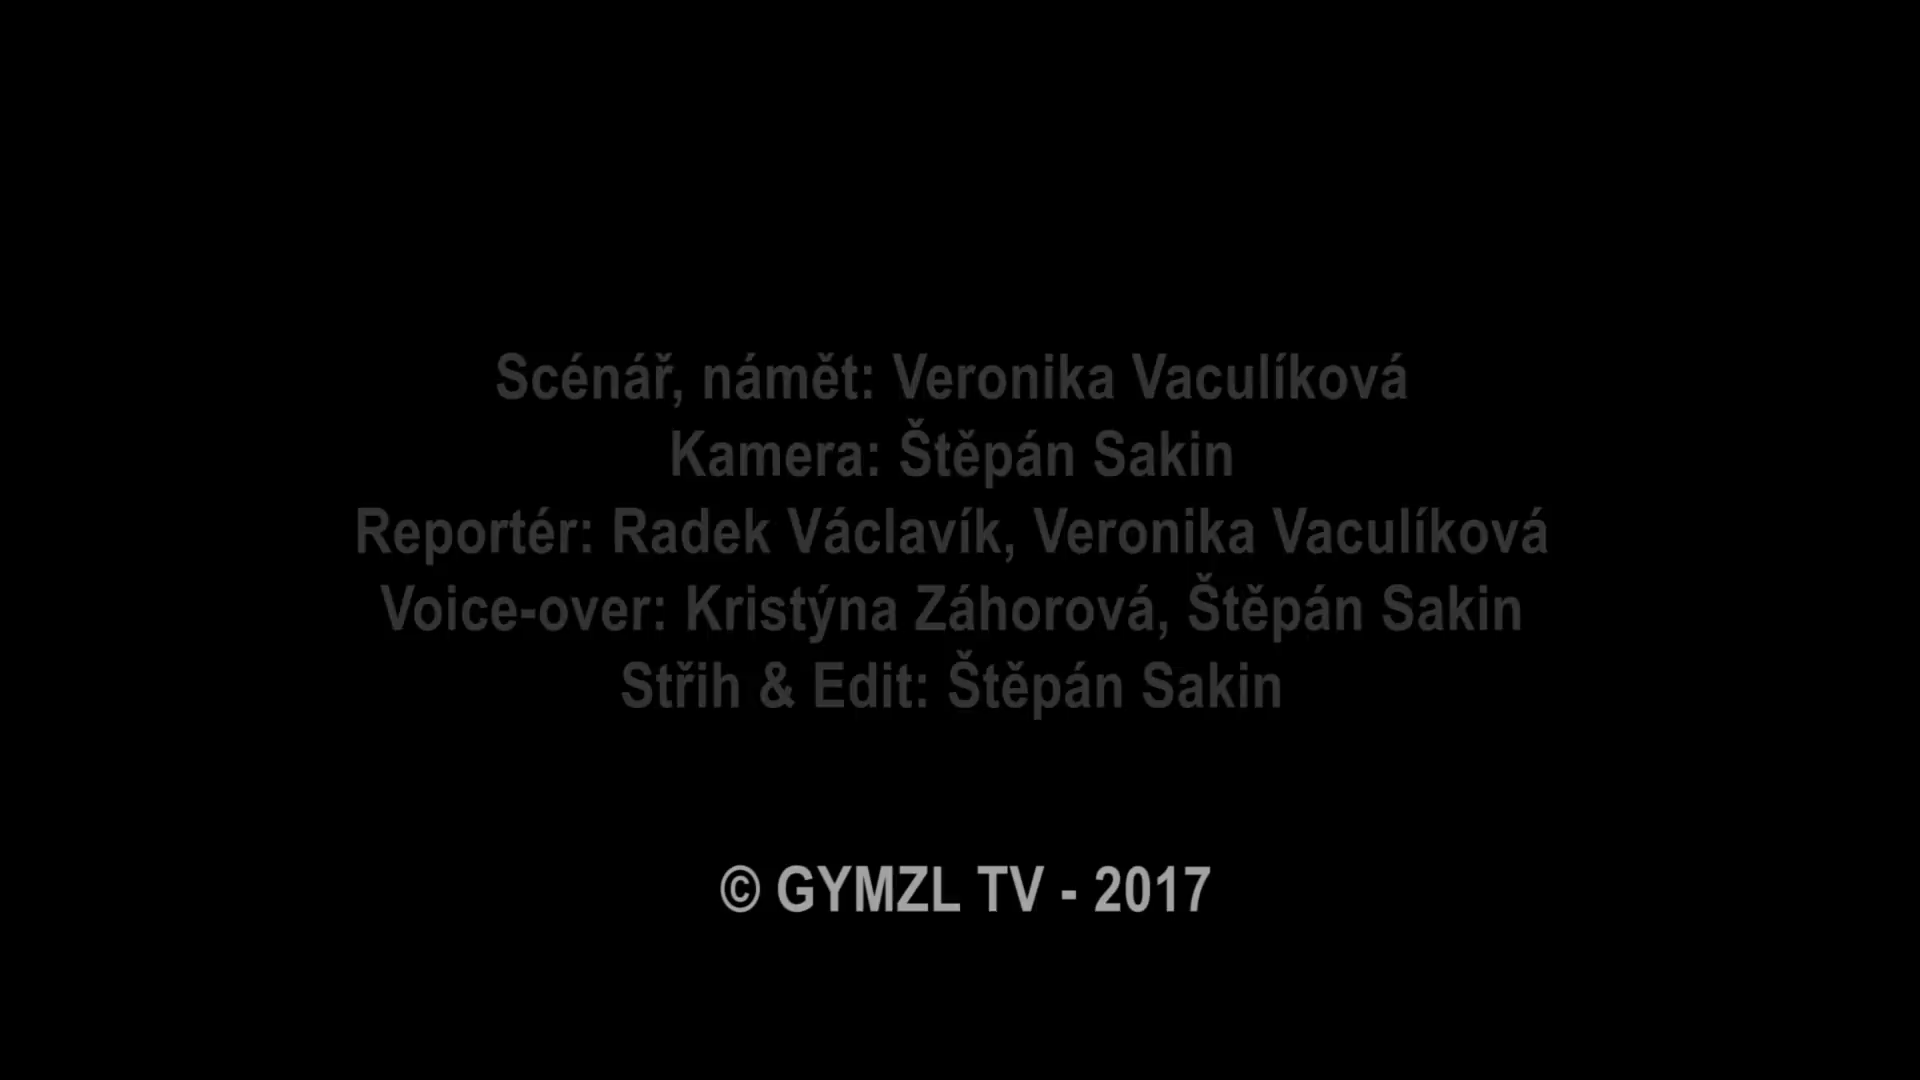 Scénář, námět: Veronika Vaculíková
Kamera: Štěpán Sakin
Reportér: Radek Václavík, Veronika Vaculíková
Voice-over: Kristýna Záhorová, Štěpán Sakin
Střih & Edit: Štěpán Sakin
© GYMZL TV - 2017